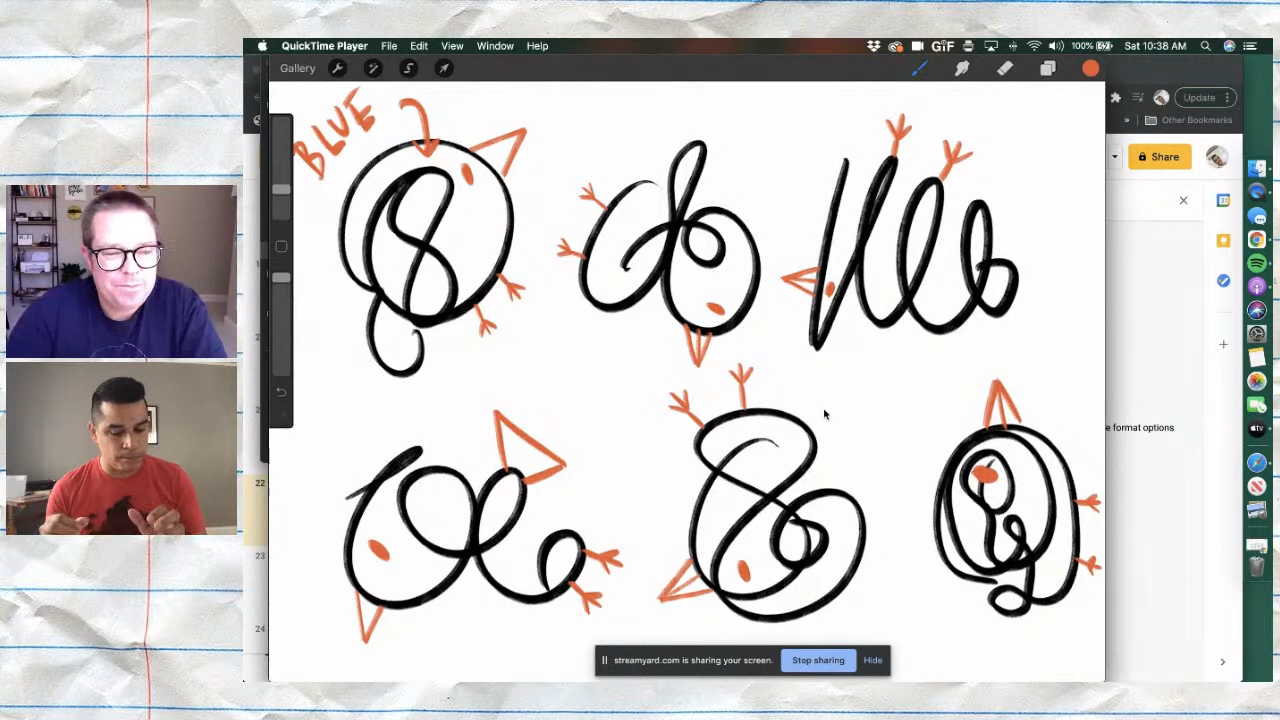 QuickTime Player File Edit View Window Help
GIF 100% Sat 10:38 AM
Gallery
Update
Other Bookmarks
Share
BLUE
e format options
22
23
24
streamyard.com is sharing your screen. Stop sharing Hide